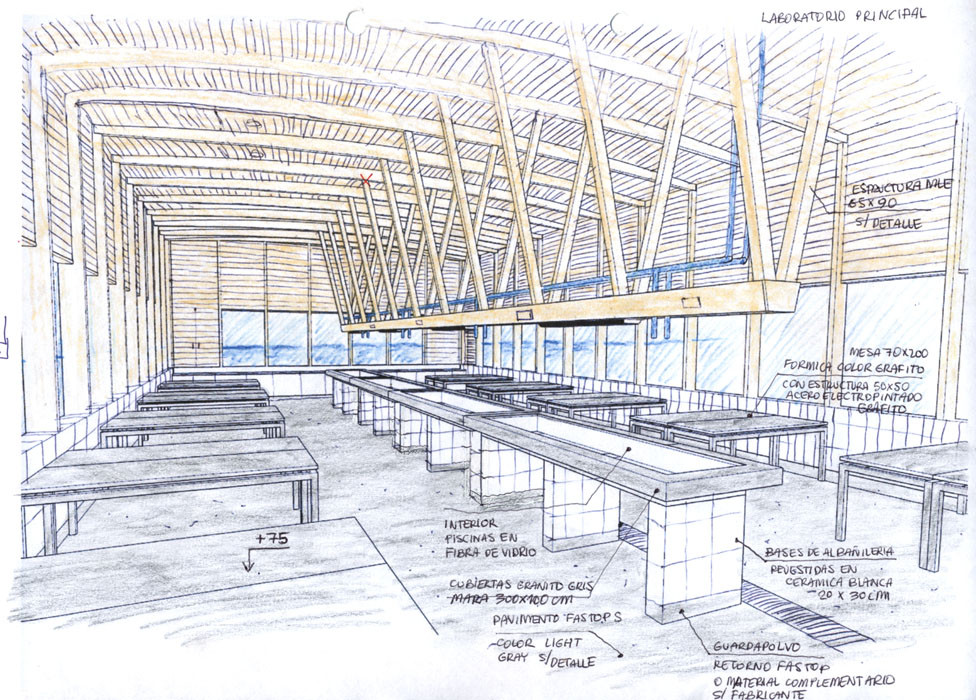 LABORATORIO PRINCIPAL
ESTRUCTURA MLE
65X90
S/ DETALLE
MESA 70X200
FORMICA COLOR GRAFITO
CON ESTRUCTURA 50X50
ACERO ELECTROPINTADO
GRAFITO
+75
INTERIOR
PISCINAS EN
FIBRA DE VIDRIO
CUBIERTAS GRANITO GRIS
MARA 300X100 CM
PAVIMENTO FASTOP S
COLOR LIGHT
GRAY S/DETALLE
BASES DE ALBAÑILERIA
REVESTIDAS EN
CERAMICA BLANCA
20 X 30 CM
GUARDAPOLVO
RETORNO FASTOP
O MATERIAL COMPLEMENTARIO
S/ FABRICANTE